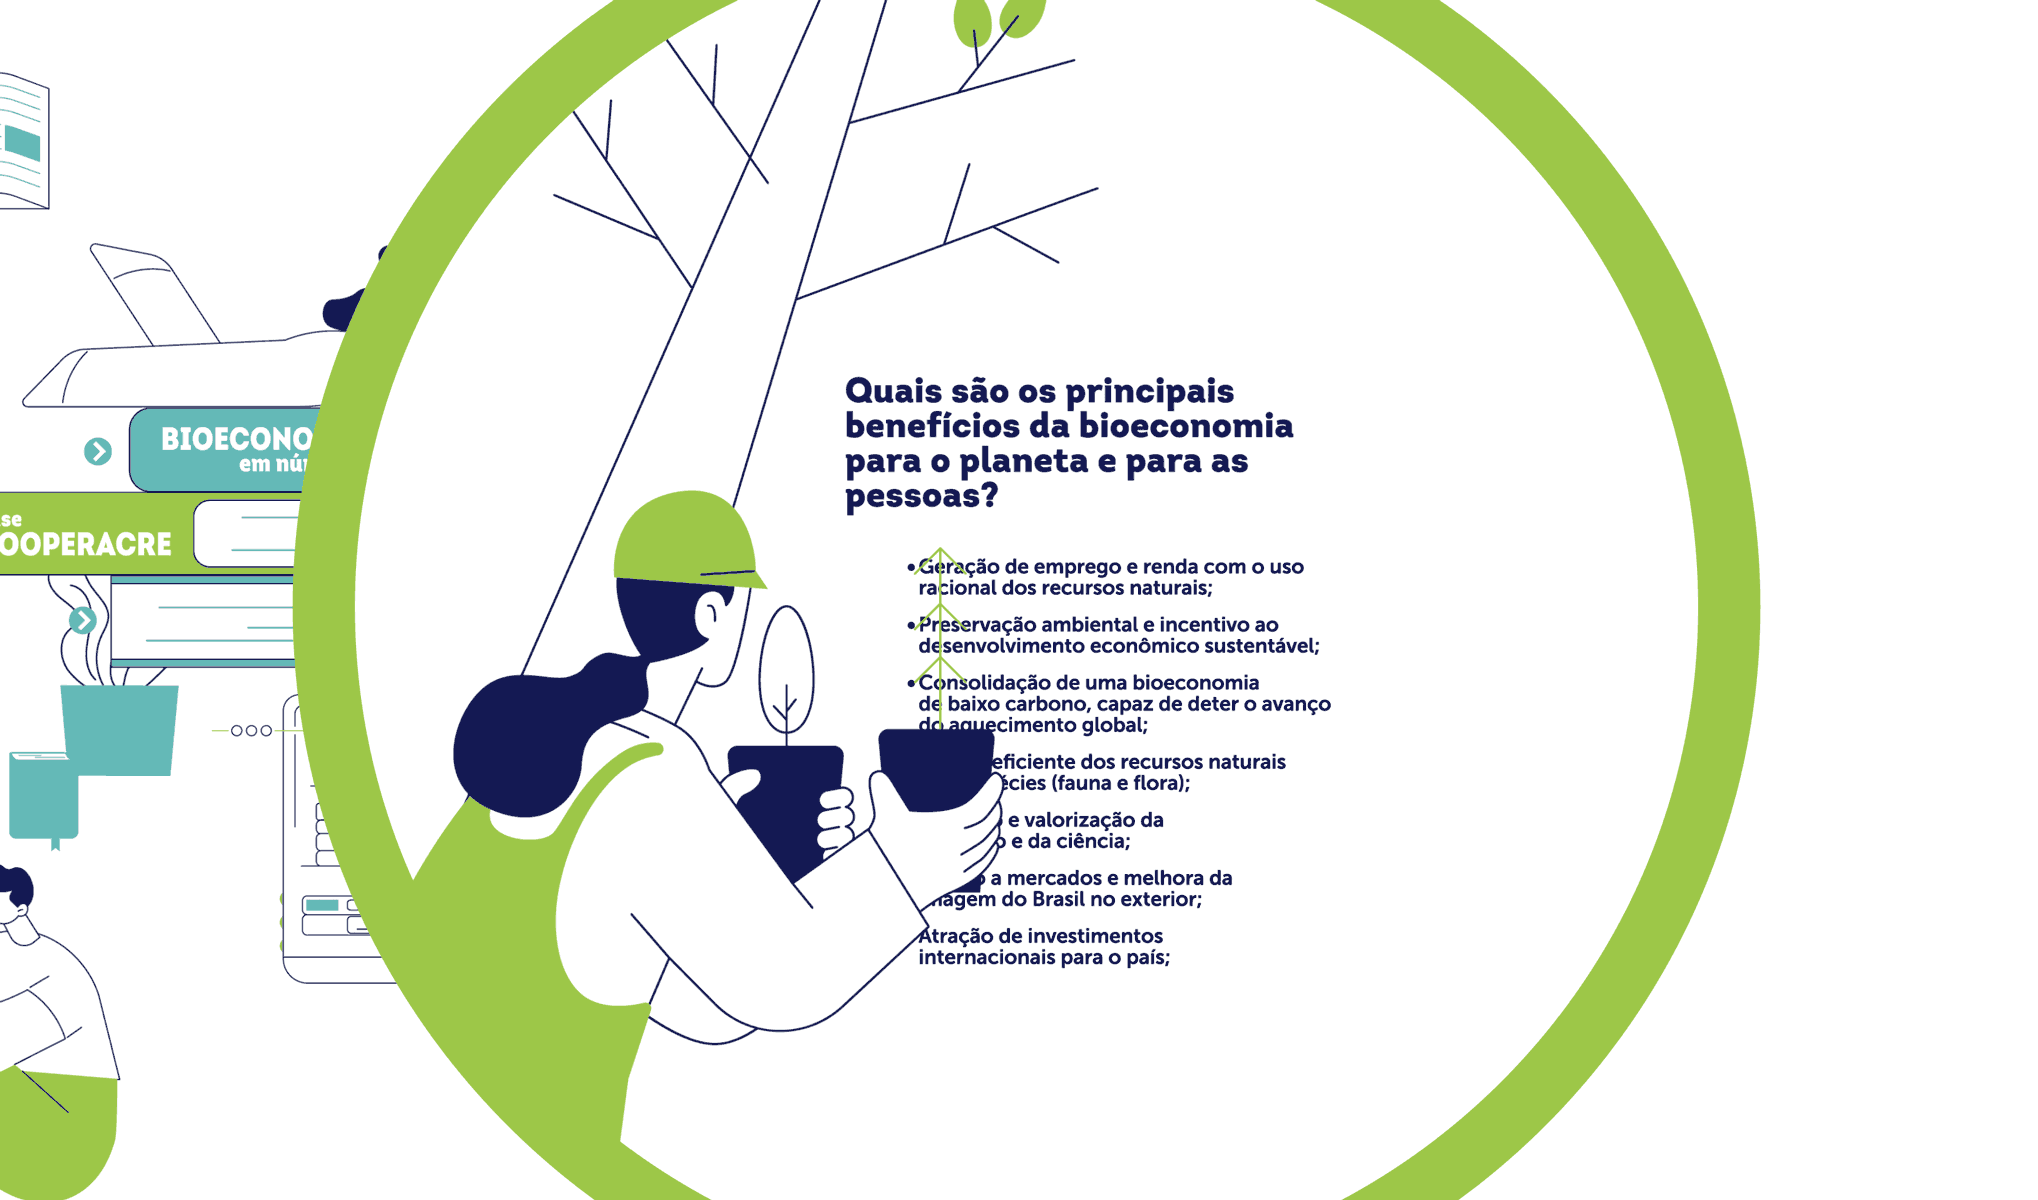 BIOECONO
em nú
se
OOPERACRE
Quais são os principais
benefícios da bioeconomia
para o planeta e para as
pessoas?
• Geração de emprego e renda com o uso
racional dos recursos naturais;
• Preservação ambiental e incentivo ao
desenvolvimento econômico sustentável;
• Consolidação de uma bioeconomia
de baixo carbono, capaz de deter o avanço
do aquecimento global;
eficiente dos recursos naturais
écies (fauna e flora);
e valorização da
e da ciência;
a mercados e melhora da
do Brasil no exterior;
Atração de investimentos
internacionais para o país;